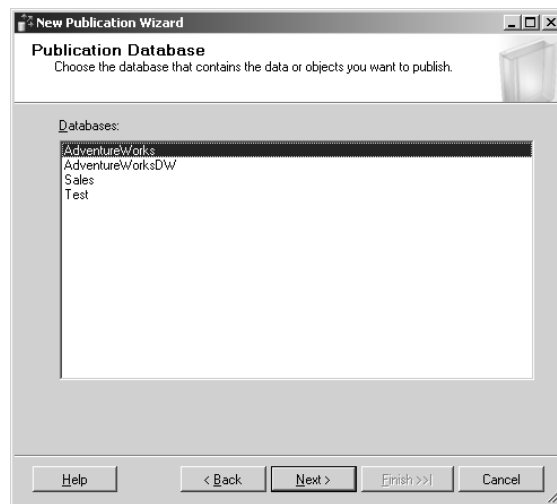 New Publication Wizard
Publication Database
Choose the database that contains the data or objects you want to publish.
Databases:
AdventureWorks
AdventureWorksDW
Sales
Test
Help
< Back
Next >
Finish >>|
Cancel